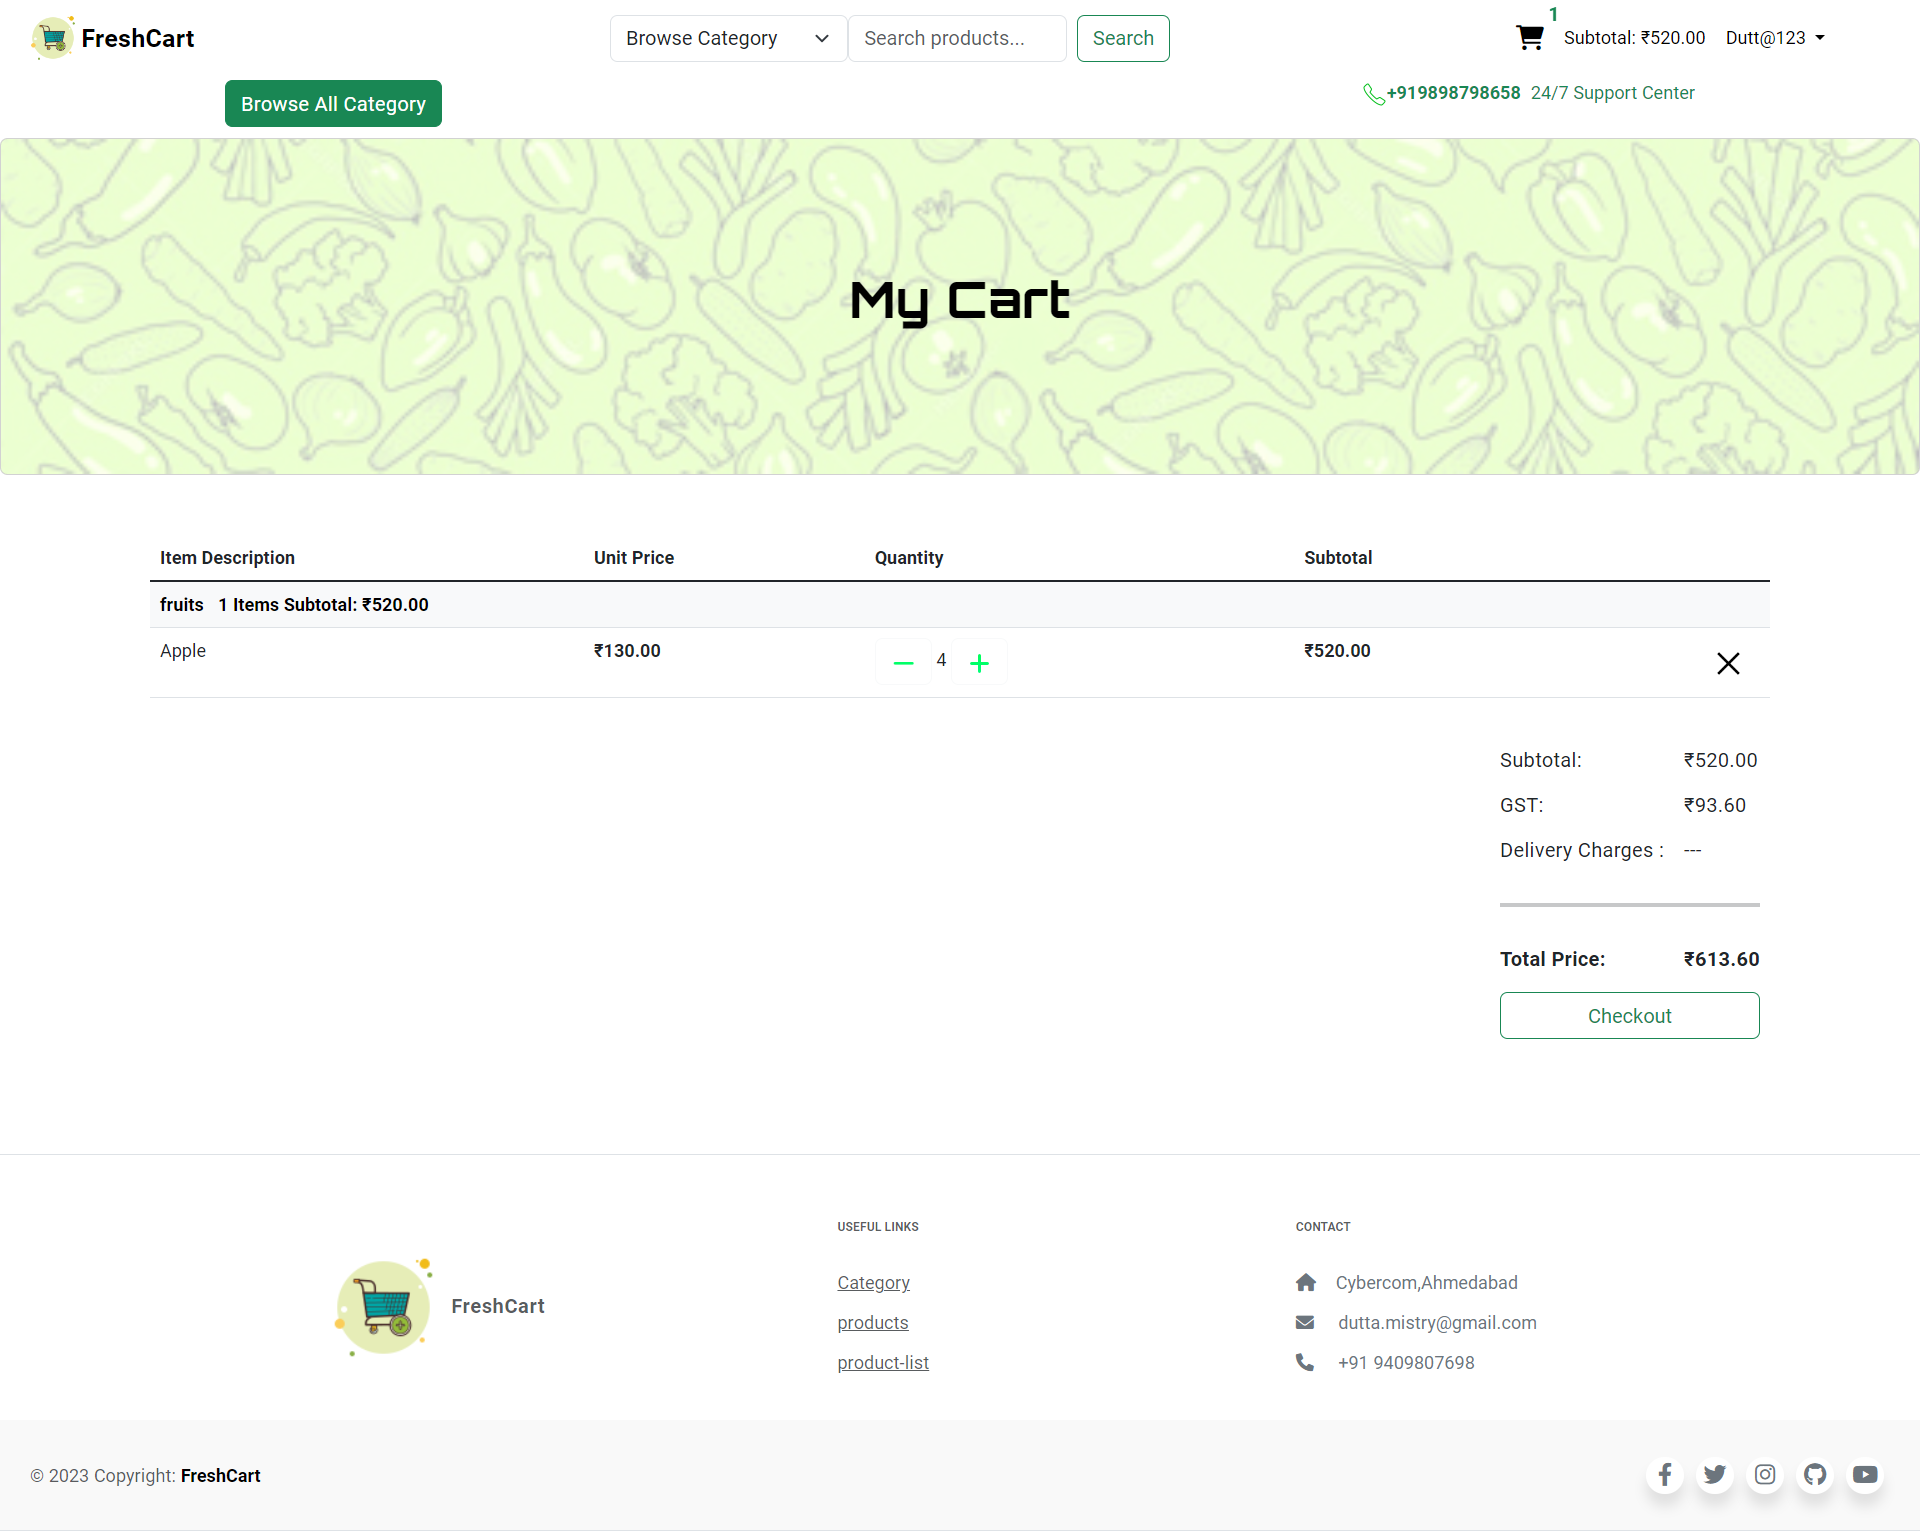 FreshCart
Browse Category
Search products...
Search
1
Subtotal: ₹520.00
Dutt@123
Browse All Category
+919898798658 24/7 Support Center
My Cart
Item Description Unit Price Quantity Subtotal
fruits 1 Items Subtotal: ₹520.00
Apple ₹130.00 4 ₹520.00
Subtotal: ₹520.00
GST: ₹93.60
Delivery Charges : ---
Total Price: ₹613.60
Checkout
FreshCart
USEFUL LINKS
Category
products
product-list
CONTACT
Cybercom,Ahmedabad
dutta.mistry@gmail.com
+91 9409807698
© 2023 Copyright: FreshCart